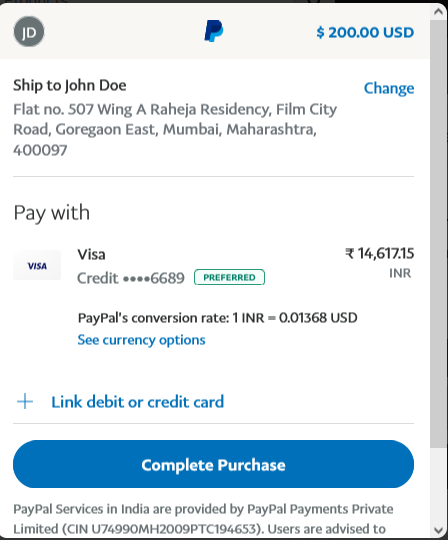 JD
$ 200.00 USD
Ship to John Doe
Change
Flat no. 507 Wing A Raheja Residency, Film City
Road, Goregaon East, Mumbai, Maharashtra,
400097
Pay with
VISA
Visa
₹ 14,617.15
Credit ••••6689 PREFERRED
INR
PayPal's conversion rate: 1 INR = 0.01368 USD
See currency options
+ Link debit or credit card
Complete Purchase
PayPal Services in India are provided by PayPal Payments Private
Limited (CIN U74990MH2009PTC194653). Users are advised to